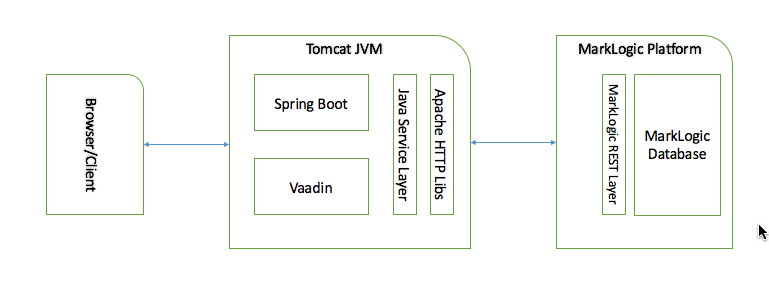 Tomcat JVM
MarkLogic Platform
Browser/Client
Spring Boot
Vaadin
Java Service Layer
Apache HTTP Libs
MarkLogic REST Layer
MarkLogic
Database